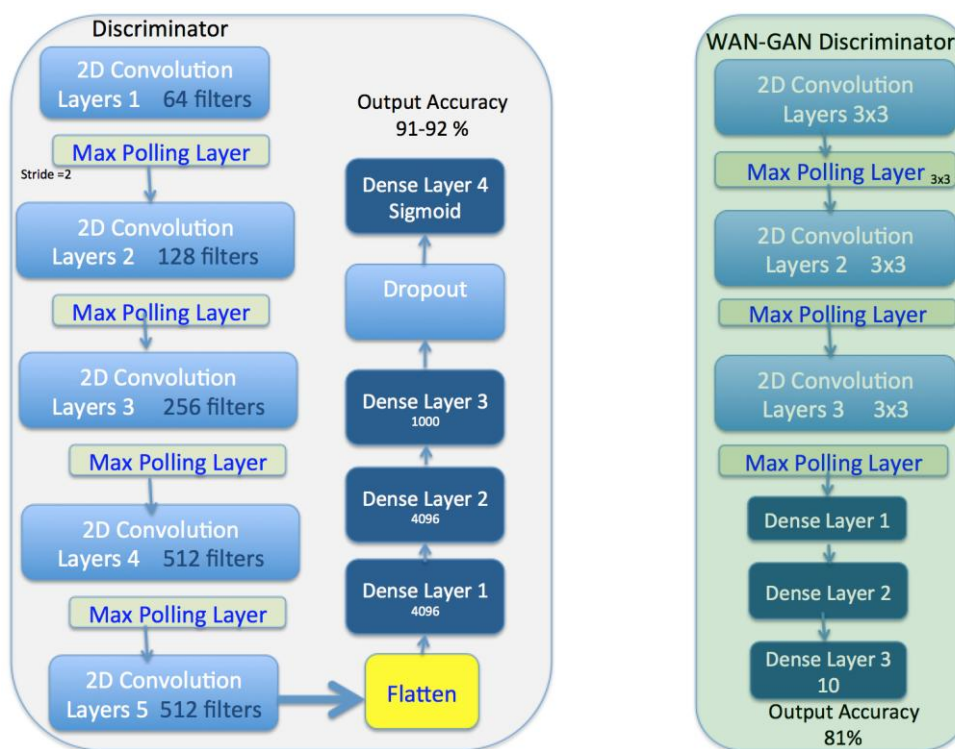 Discriminator
2D Convolution
Layers 1 64 filters
Max Polling Layer
Stride =2
2D Convolution
Layers 2 128 filters
Max Polling Layer
2D Convolution
Layers 3 256 filters
Max Polling Layer
2D Convolution
Layers 4 512 filters
Max Polling Layer
2D Convolution
Layers 5 512 filters
Flatten
Dense Layer 1
4096
Dense Layer 2
4096
Dense Layer 3
1000
Dropout
Dense Layer 4
Sigmoid
Output Accuracy
91-92 %
WAN-GAN Discriminator
2D Convolution
Layers 3x3
Max Polling Layer 3x3
2D Convolution
Layers 2 3x3
Max Polling Layer
2D Convolution
Layers 3 3x3
Max Polling Layer
Dense Layer 1
Dense Layer 2
Dense Layer 3
10
Output Accuracy
81%